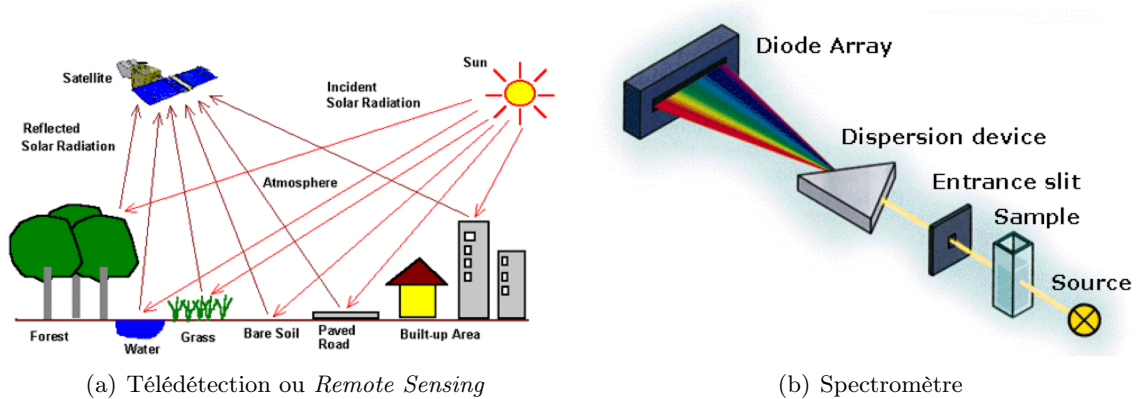 Satellite
Sun
Incident
Solar Radiation
Reflected
Solar Radiation
Atmosphere
Forest
Water
Grass
Bare Soil
Paved
Road
Built-up Area
(a) Télédétection ou Remote Sensing
Diode Array
Dispersion device
Entrance slit
Sample
Source
(b) Spectromètre